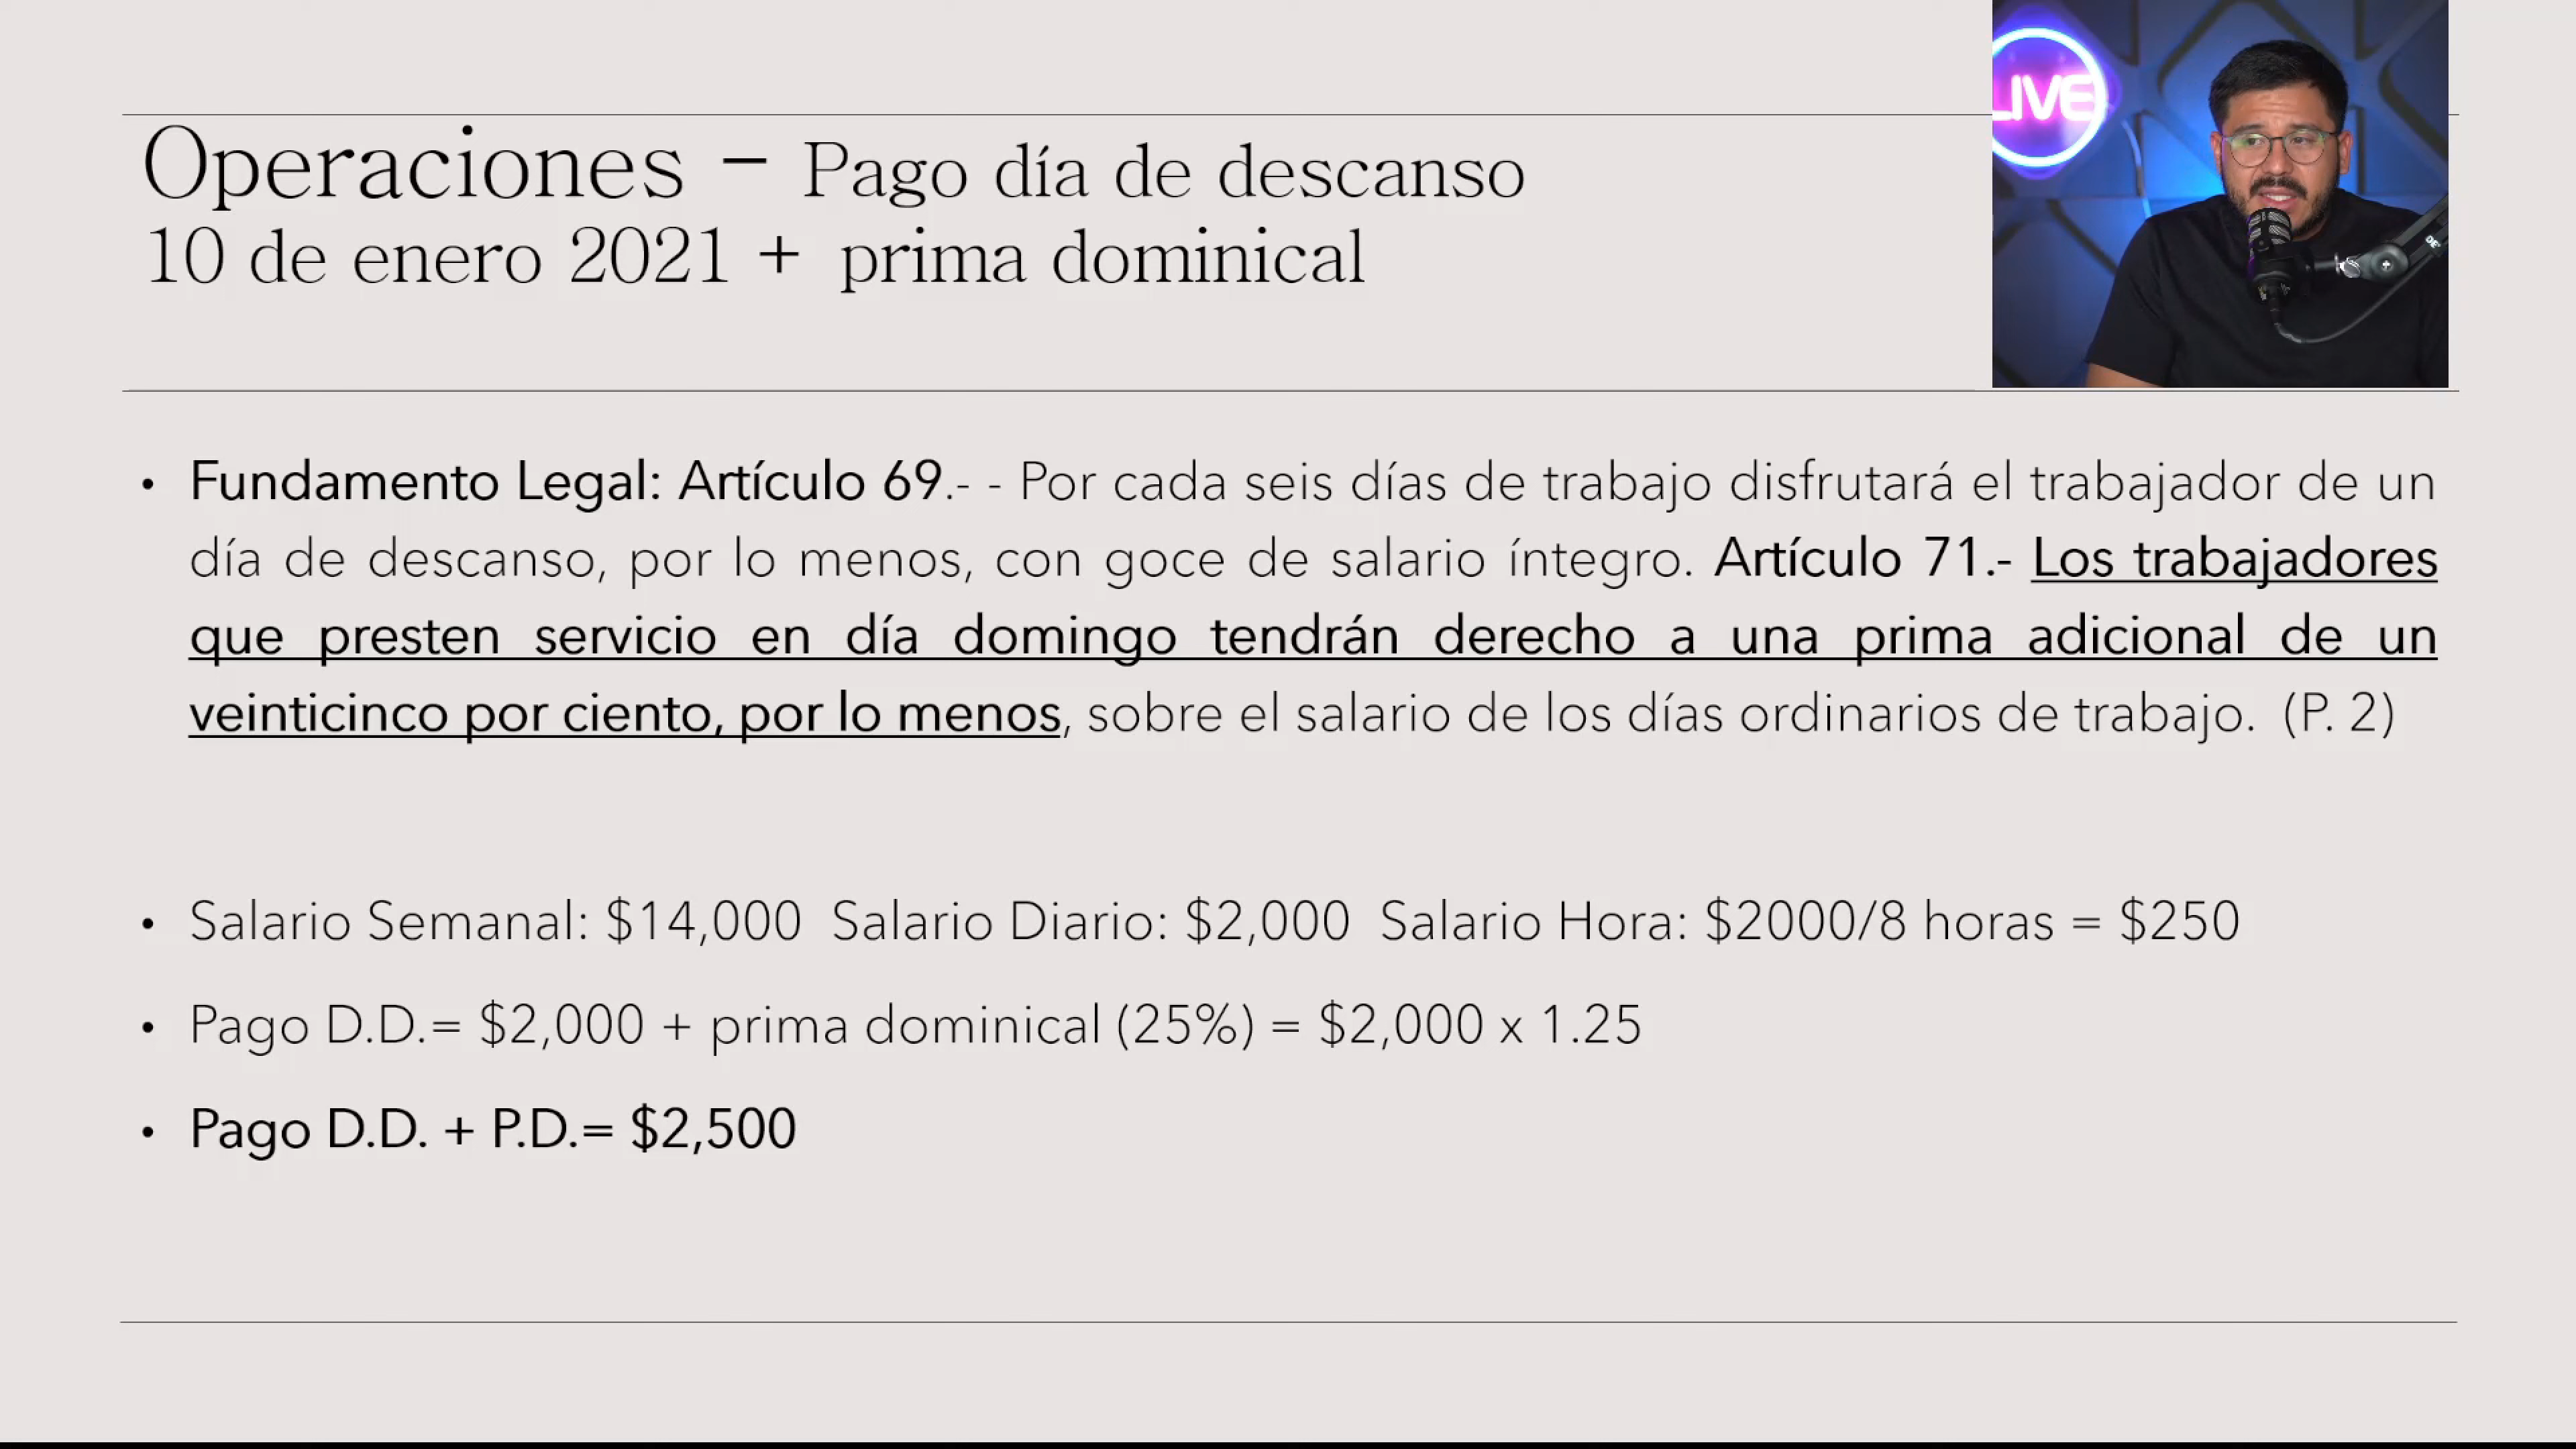 LIVE
Operaciones – Pago día de descanso
10 de enero 2021 + prima dominical
• Fundamento Legal: Artículo 69.- - Por cada seis días de trabajo disfrutará el trabajador de un
día de descanso, por lo menos, con goce de salario íntegro. Artículo 71.- Los trabajadores
que presten servicio en día domingo tendrán derecho a una prima adicional de un
veinticinco por ciento, por lo menos, sobre el salario de los días ordinarios de trabajo. (P. 2)
• Salario Semanal: $14,000 Salario Diario: $2,000 Salario Hora: $2000/8 horas = $250
• Pago D.D.= $2,000 + prima dominical (25%) = $2,000 x 1.25
• Pago D.D. + P.D.= $2,500